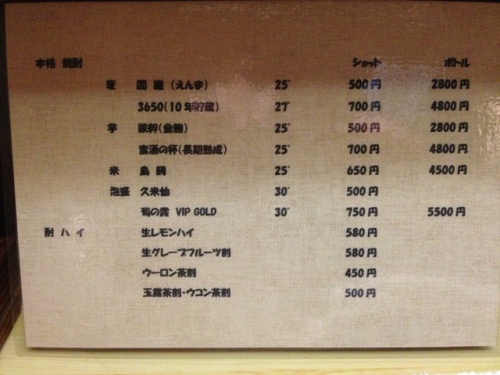 本格 焼酎 ショット ボトル
麦 閻魔 (えんま) 25° 500円 2800円
3650(10年貯蔵) 27° 700円 4800円
芋 (金麹) 25° 500円 2800円
蜜酒の杯(長期熟成) 25° 700円 4800円
米 鳥飼 25° 650円 4500円
泡盛 久米仙 30° 500円
菊の露 VIP GOLD 30° 750円 5500円
酎ハイ 生レモンハイ 580円
生グレープフルーツ割 580円
ウーロン茶割 450円
玉露茶割・ウコン茶割 500円